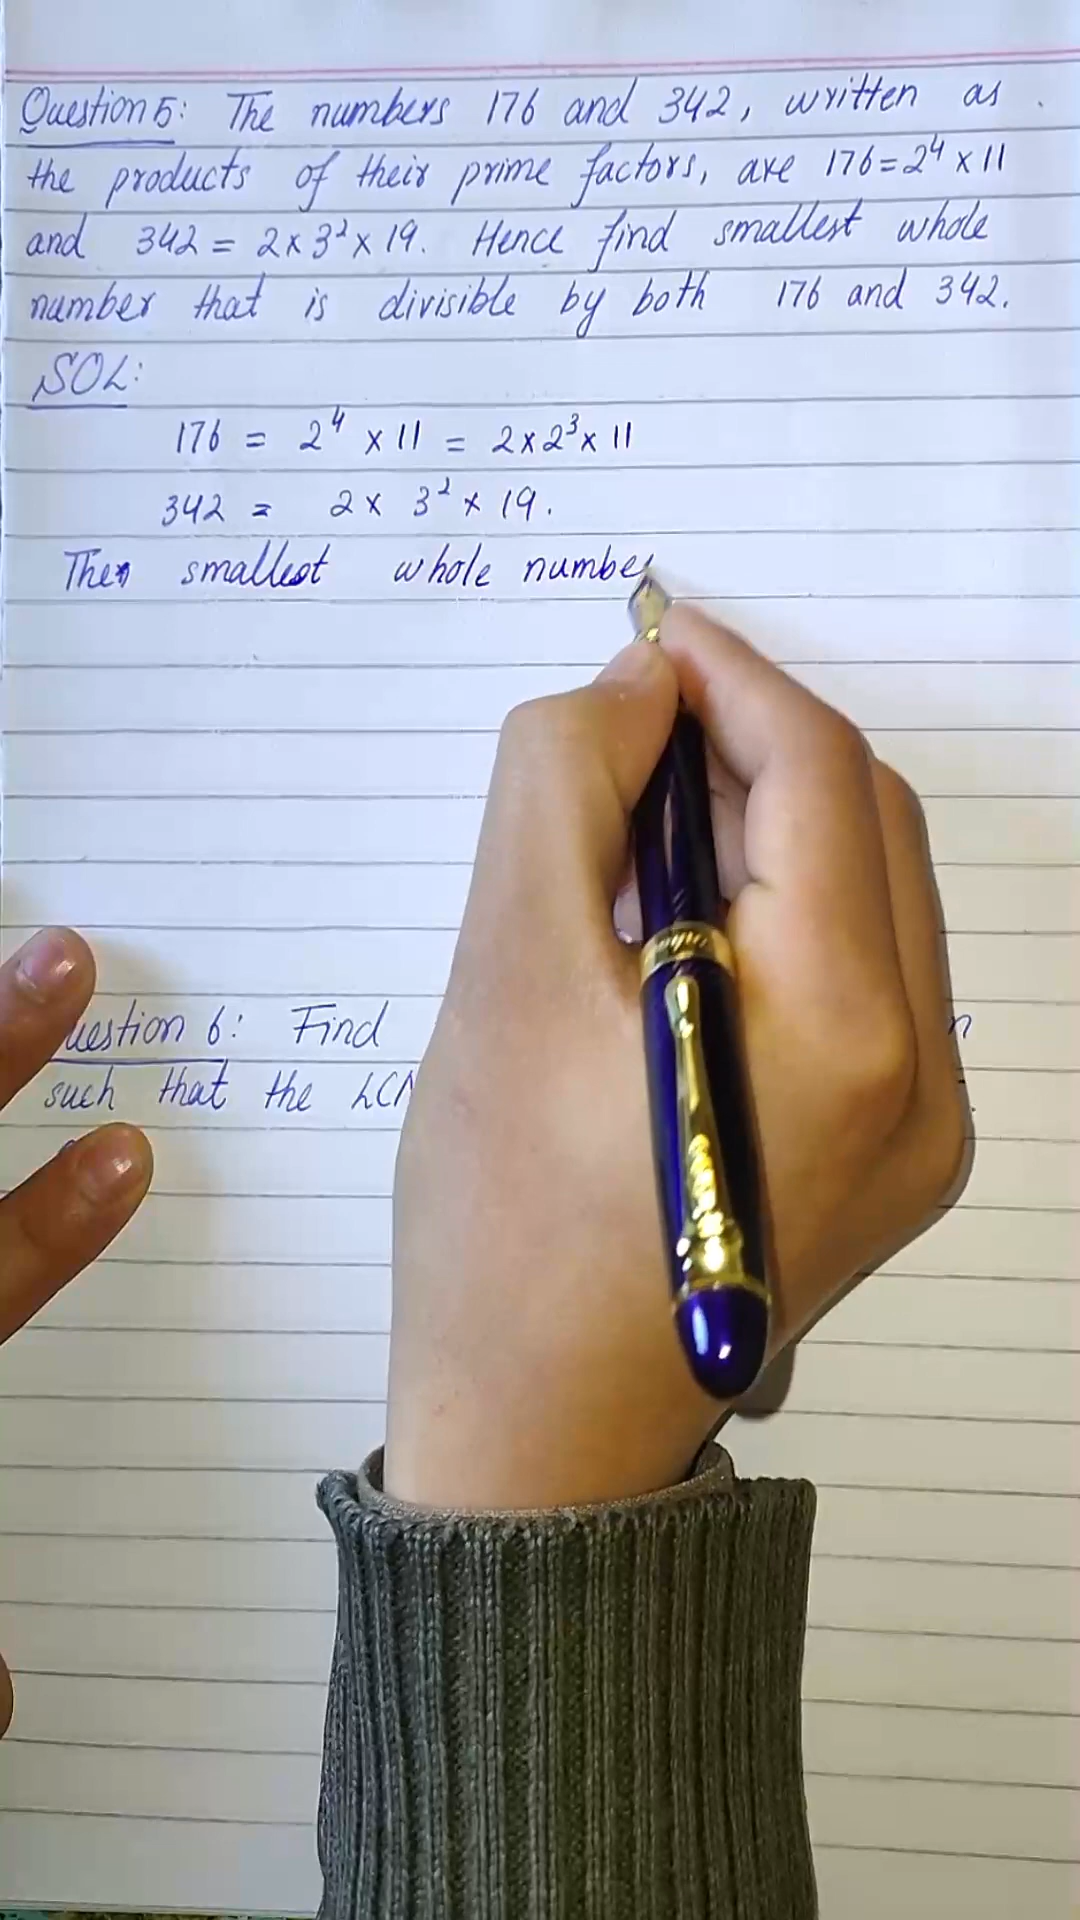 Question 5: The numbers 176 and 342, written as
the products of their prime factors, are 176 = 2⁴ × 11
and 342 = 2 × 3² × 19. Hence find smallest whole
number that is divisible by both 176 and 342.
SOL:
176 = 2⁴ × 11 = 2 × 2³ × 11
342 = 2 × 3² × 19.
Then smallest whole number
uestion 6: Find n
such that the LCM